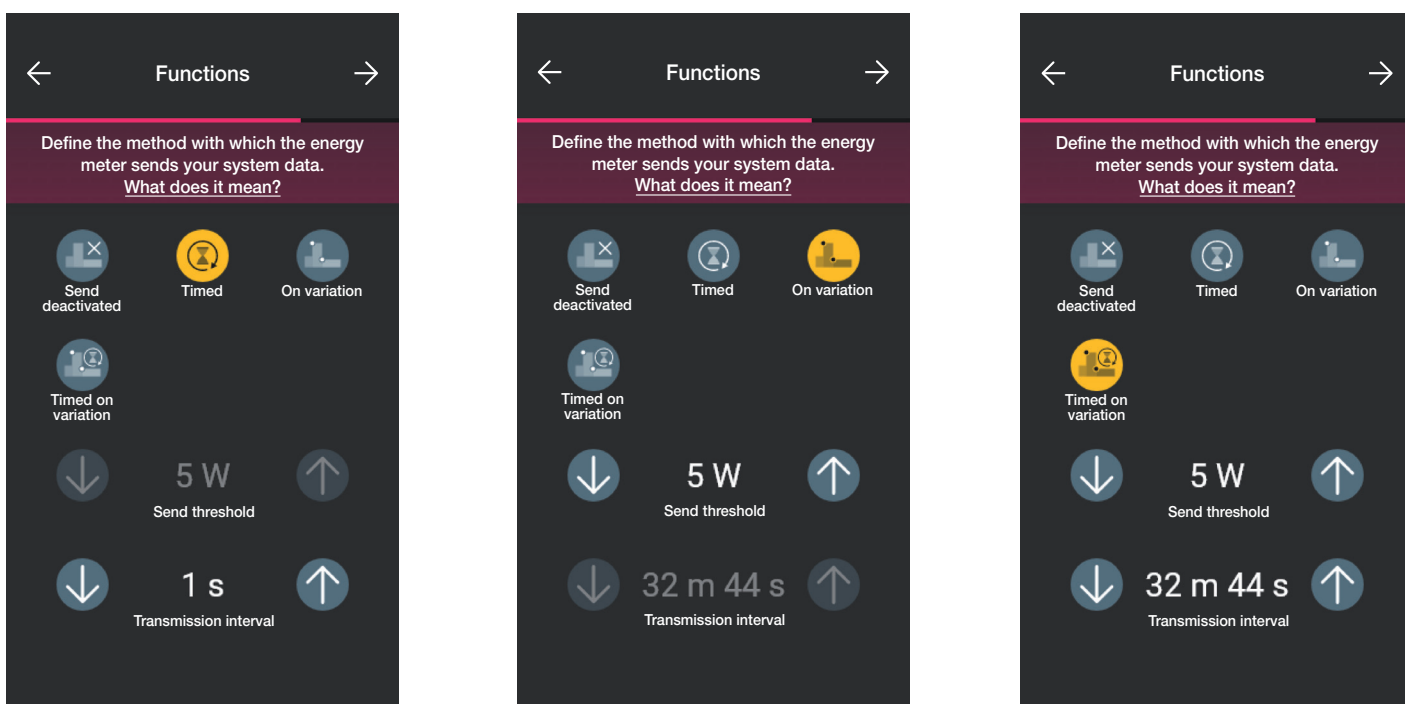 Functions
Define the method with which the energy
meter sends your system data.
What does it mean?
Send
deactivated
Timed
On variation
Timed on
variation
5 W
Send threshold
1 s
Transmission interval
Functions
Define the method with which the energy
meter sends your system data.
What does it mean?
Send
deactivated
Timed
On variation
Timed on
variation
5 W
Send threshold
32 m 44 s
Transmission interval
Functions
Define the method with which the energy
meter sends your system data.
What does it mean?
Send
deactivated
Timed
On variation
Timed on
variation
5 W
Send threshold
32 m 44 s
Transmission interval